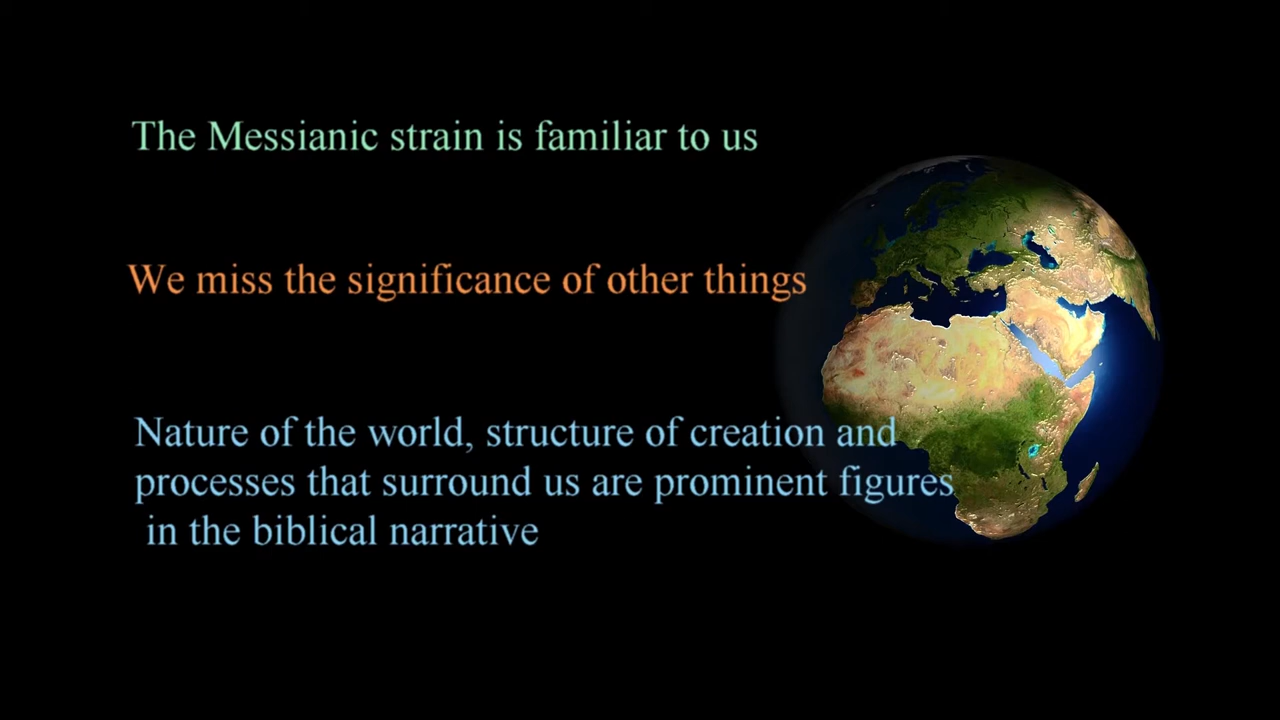 The Messianic strain is familiar to us
We miss the significance of other things
Nature of the world, structure of creation and
processes that surround us are prominent figures
in the biblical narrative